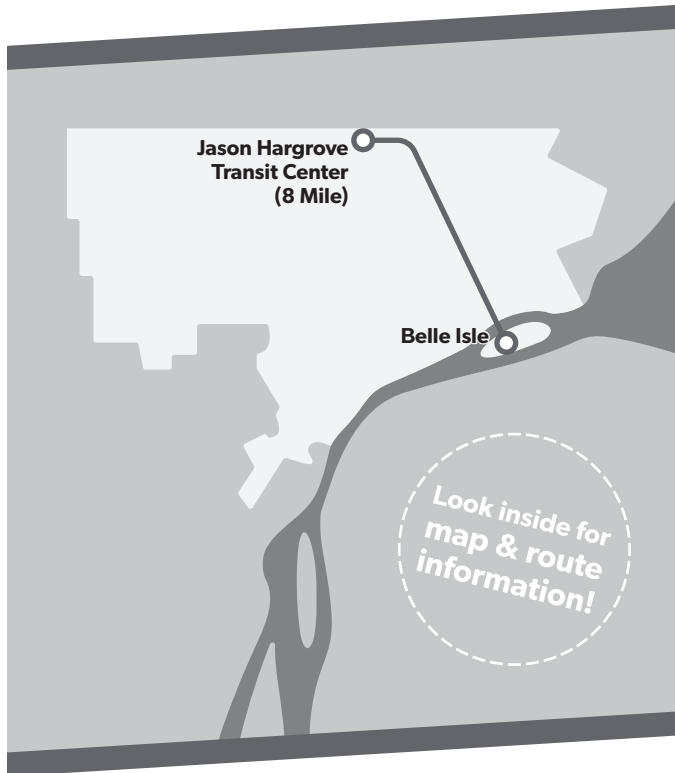 Jason Hargrove
Transit Center
(8 Mile)
Belle Isle
Look inside for
map & route
information!